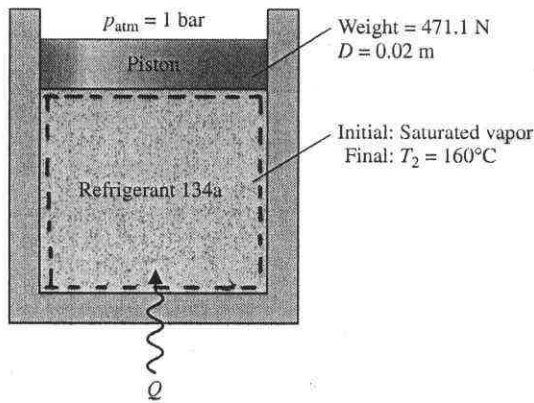 p_atm = 1 bar
Weight = 471.1 N
D = 0.02 m
Piston
Initial: Saturated vapor
Final: T₂ = 160°C
Refrigerant 134a
Q